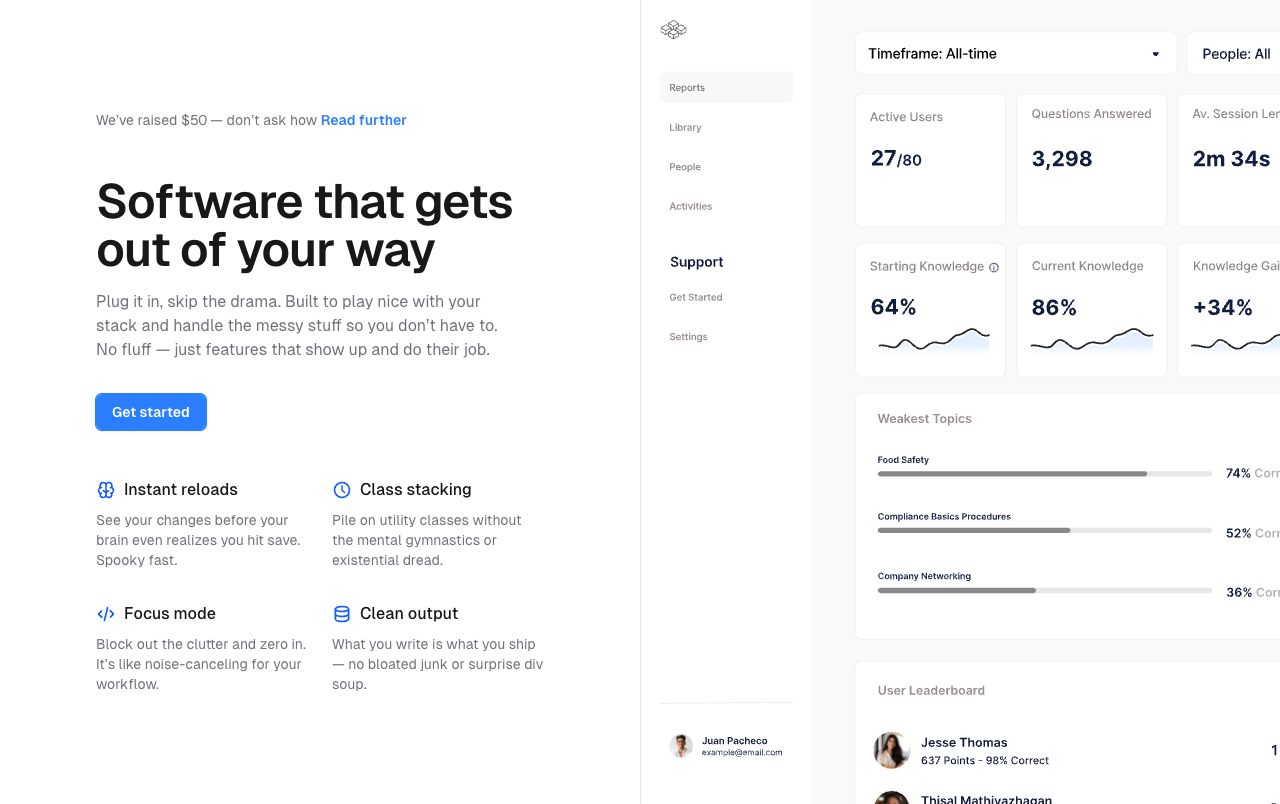 We’ve raised $50 — don’t ask how Read further
Software that gets
out of your way
Plug it in, skip the drama. Built to play nice with your
stack and handle the messy stuff so you don’t have to.
No fluff — just features that show up and do their job.
Get started
Instant reloads
See your changes before your
brain even realizes you hit save.
Spooky fast.
Class stacking
Pile on utility classes without
the mental gymnastics or
existential dread.
Focus mode
Block out the clutter and zero in.
It’s like noise-canceling for your
workflow.
Clean output
What you write is what you ship
— no bloated junk or surprise div
soup.
Reports
Library
People
Activities
Support
Get Started
Settings
Juan Pacheco
example@email.com
Timeframe: All-time
People: All
Active Users
27/80
Questions Answered
3,298
Av. Session Len
2m 34s
Starting Knowledge
64%
Current Knowledge
86%
Knowledge Gai
+34%
Weakest Topics
Food Safety
74% Corr
Compliance Basics Procedures
52% Corr
Company Networking
36% Corr
User Leaderboard
Jesse Thomas
637 Points - 98% Correct
1
Thisal Mathiyazhagan